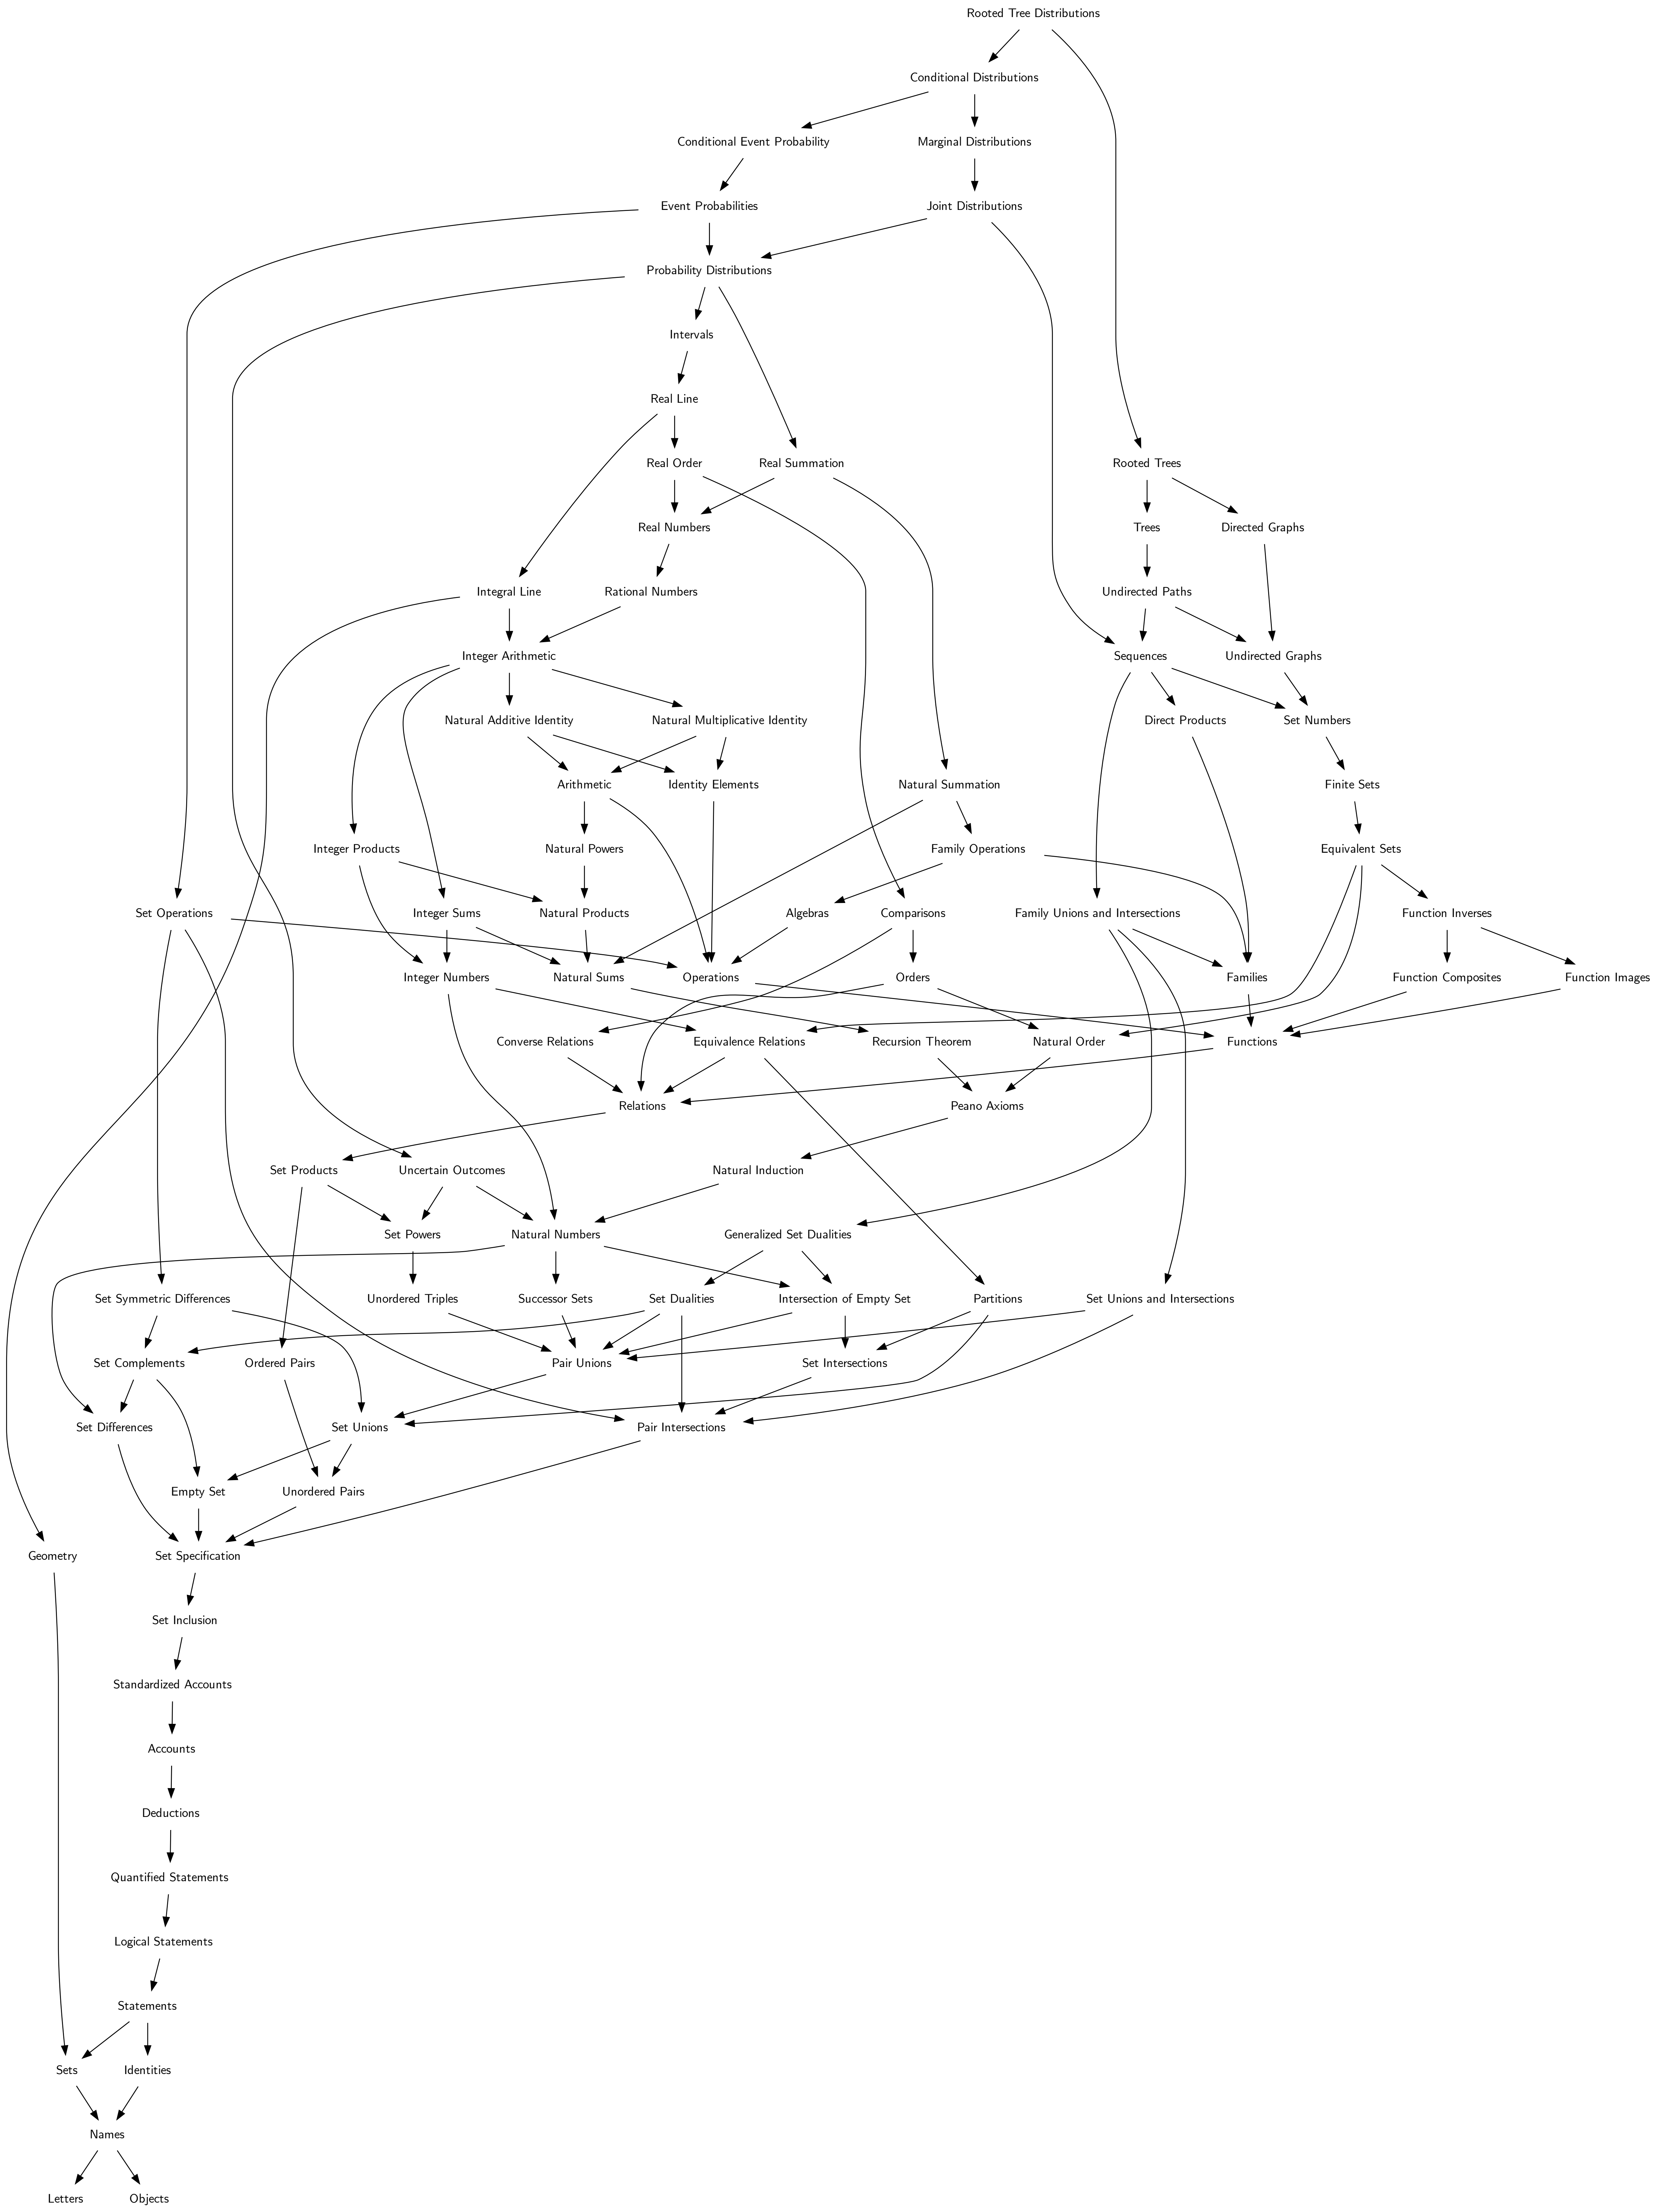 Rooted Tree Distributions
Conditional Distributions
Conditional Event Probability
Marginal Distributions
Event Probabilities
Joint Distributions
Probability Distributions
Intervals
Real Line
Real Order
Real Summation
Rooted Trees
Real Numbers
Trees
Directed Graphs
Integral Line
Rational Numbers
Undirected Paths
Integer Arithmetic
Sequences
Undirected Graphs
Natural Additive Identity
Natural Multiplicative Identity
Direct Products
Set Numbers
Arithmetic
Identity Elements
Natural Summation
Finite Sets
Integer Products
Natural Powers
Family Operations
Equivalent Sets
Set Operations
Integer Sums
Natural Products
Algebras
Comparisons
Family Unions and Intersections
Function Inverses
Integer Numbers
Natural Sums
Operations
Orders
Families
Function Composites
Function Images
Converse Relations
Equivalence Relations
Recursion Theorem
Natural Order
Functions
Relations
Peano Axioms
Set Products
Uncertain Outcomes
Natural Induction
Set Powers
Natural Numbers
Generalized Set Dualities
Set Symmetric Differences
Unordered Triples
Successor Sets
Set Dualities
Intersection of Empty Set
Partitions
Set Unions and Intersections
Set Complements
Ordered Pairs
Pair Unions
Set Intersections
Set Differences
Set Unions
Pair Intersections
Empty Set
Unordered Pairs
Geometry
Set Specification
Set Inclusion
Standardized Accounts
Accounts
Deductions
Quantified Statements
Logical Statements
Statements
Sets
Identities
Names
Letters
Objects